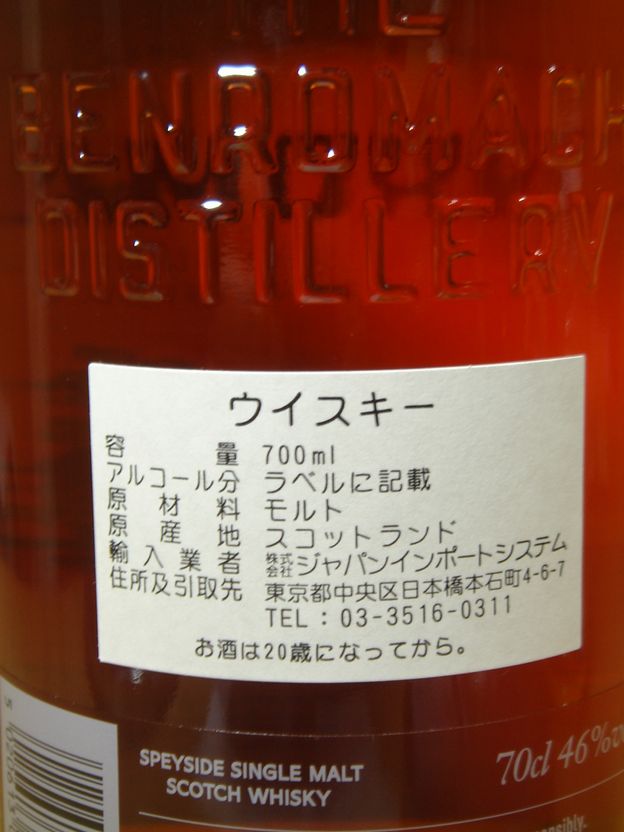 THE
BENROMACH
DISTILLERY
ウイスキー
容量 700ml
アルコール分 ラベルに記載
原材料 モルト
原産地 スコットランド
輸入業者 株式会社ジャパンインポートシステム
住所及引取先 東京都中央区日本橋本石町4-6-7
TEL：03-3516-0311
お酒は20歳になってから。
SPEYSIDE SINGLE MALT
SCOTCH WHISKY
70cl 46%